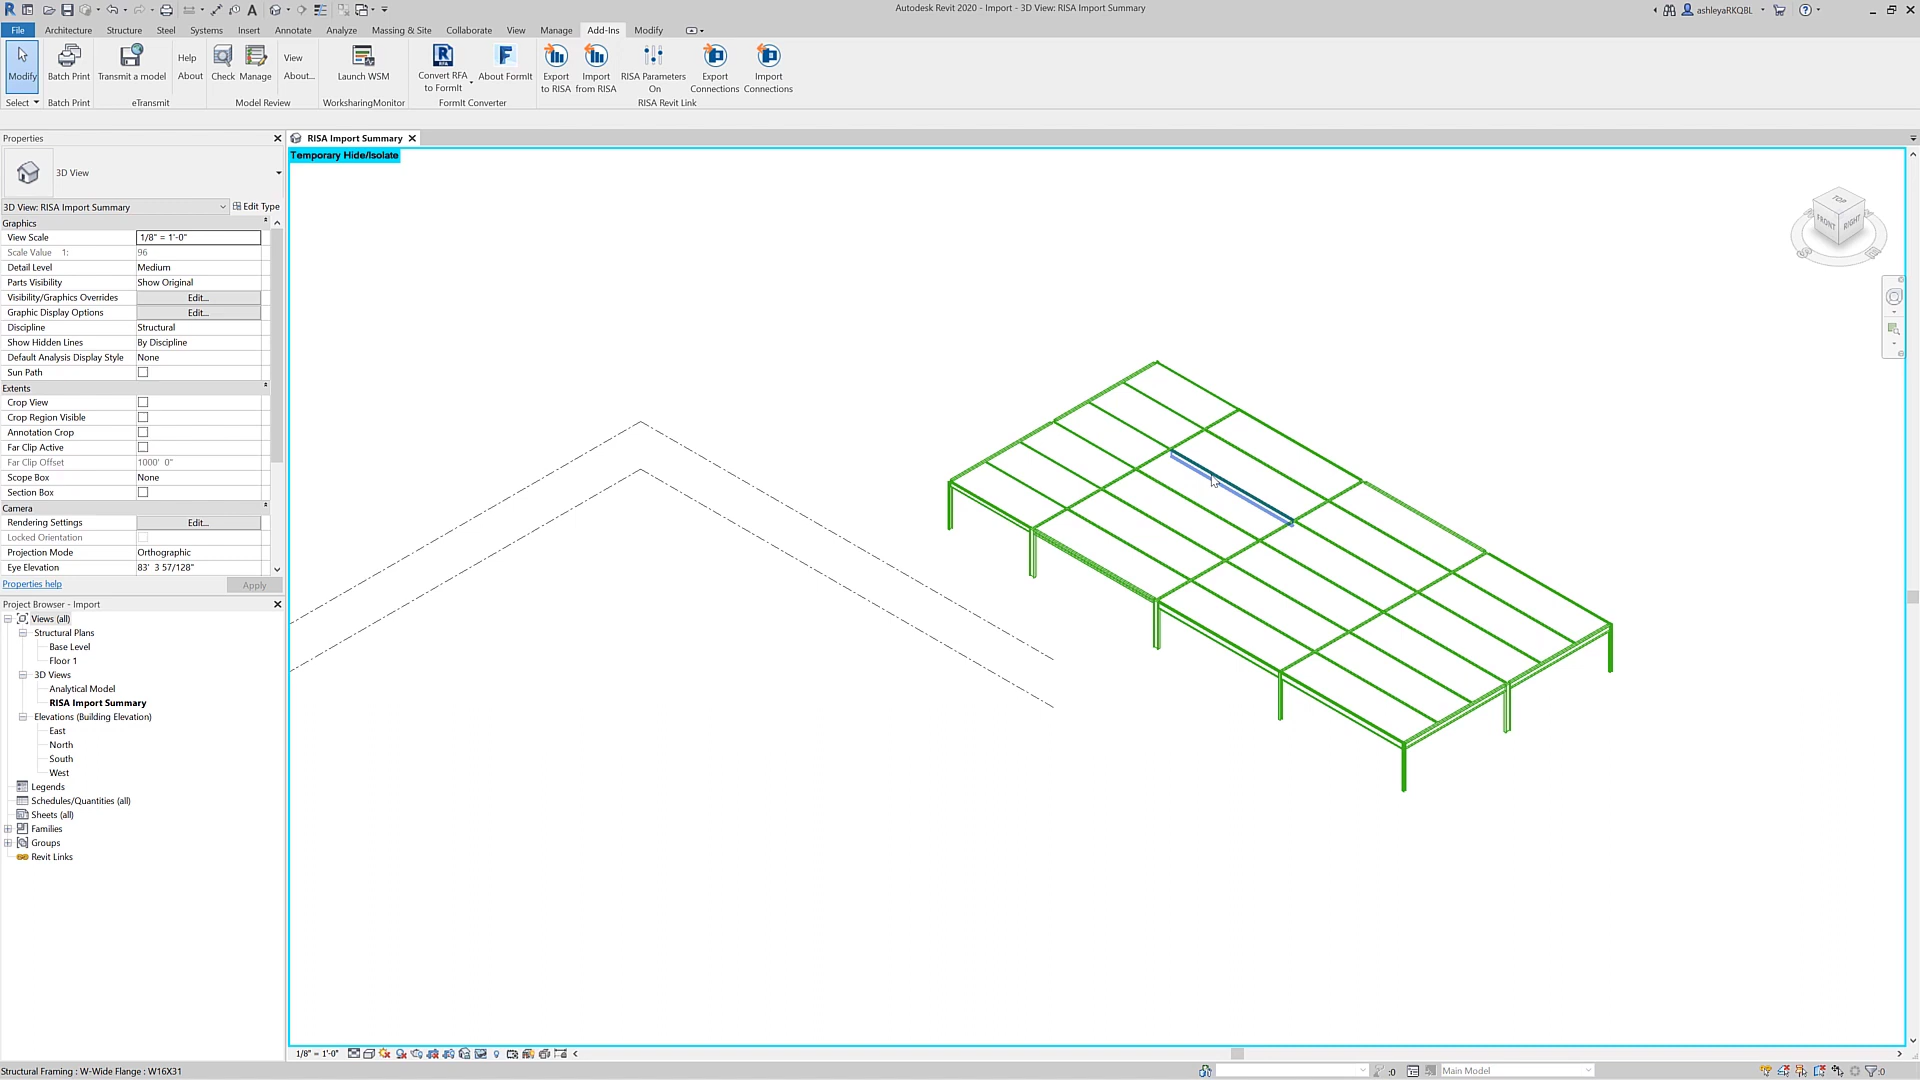 Autodesk Revit 2020 - Import - 3D View: RISA Import Summary
ashleyaRKQBL
File Architecture Structure Steel Systems Insert Annotate Analyze Massing & Site Collaborate View Manage Add-Ins Modify
Modify
Batch Print
Transmit a model
Help
About
Check
Manage
View
About...
Launch WSM
Convert RFA
to FormIt
About FormIt
Export
to RISA
Import
from RISA
RISA Parameters
On
Export
Connections
Import
Connections
Select
Batch Print
eTransmit
Model Review
WorksharingMonitor
FormIt Converter
RISA Revit Link
Properties
RISA Import Summary
Temporary Hide/Isolate
3D View
3D View: RISA Import Summary
Edit Type
Graphics
View Scale 1/8" = 1'-0"
Scale Value 1: 96
Detail Level Medium
Parts Visibility Show Original
Visibility/Graphics Overrides Edit...
Graphic Display Options Edit...
Discipline Structural
Show Hidden Lines By Discipline
Default Analysis Display Style None
Sun Path
Extents
Crop View
Crop Region Visible
Annotation Crop
Far Clip Active
Far Clip Offset 1000' 0"
Scope Box None
Section Box
Camera
Rendering Settings Edit...
Locked Orientation
Projection Mode Orthographic
Eye Elevation 83' 3 57/128"
Properties help
Apply
Project Browser - Import
Views (all)
Structural Plans
Base Level
Floor 1
3D Views
Analytical Model
RISA Import Summary
Elevations (Building Elevation)
East
North
South
West
Legends
Schedules/Quantities (all)
Sheets (all)
Families
Groups
Revit Links
TOP
FRONT
RIGHT
1/8" = 1'-0"
Structural Framing : W-Wide Flange : W16X31
:0
Main Model
:0